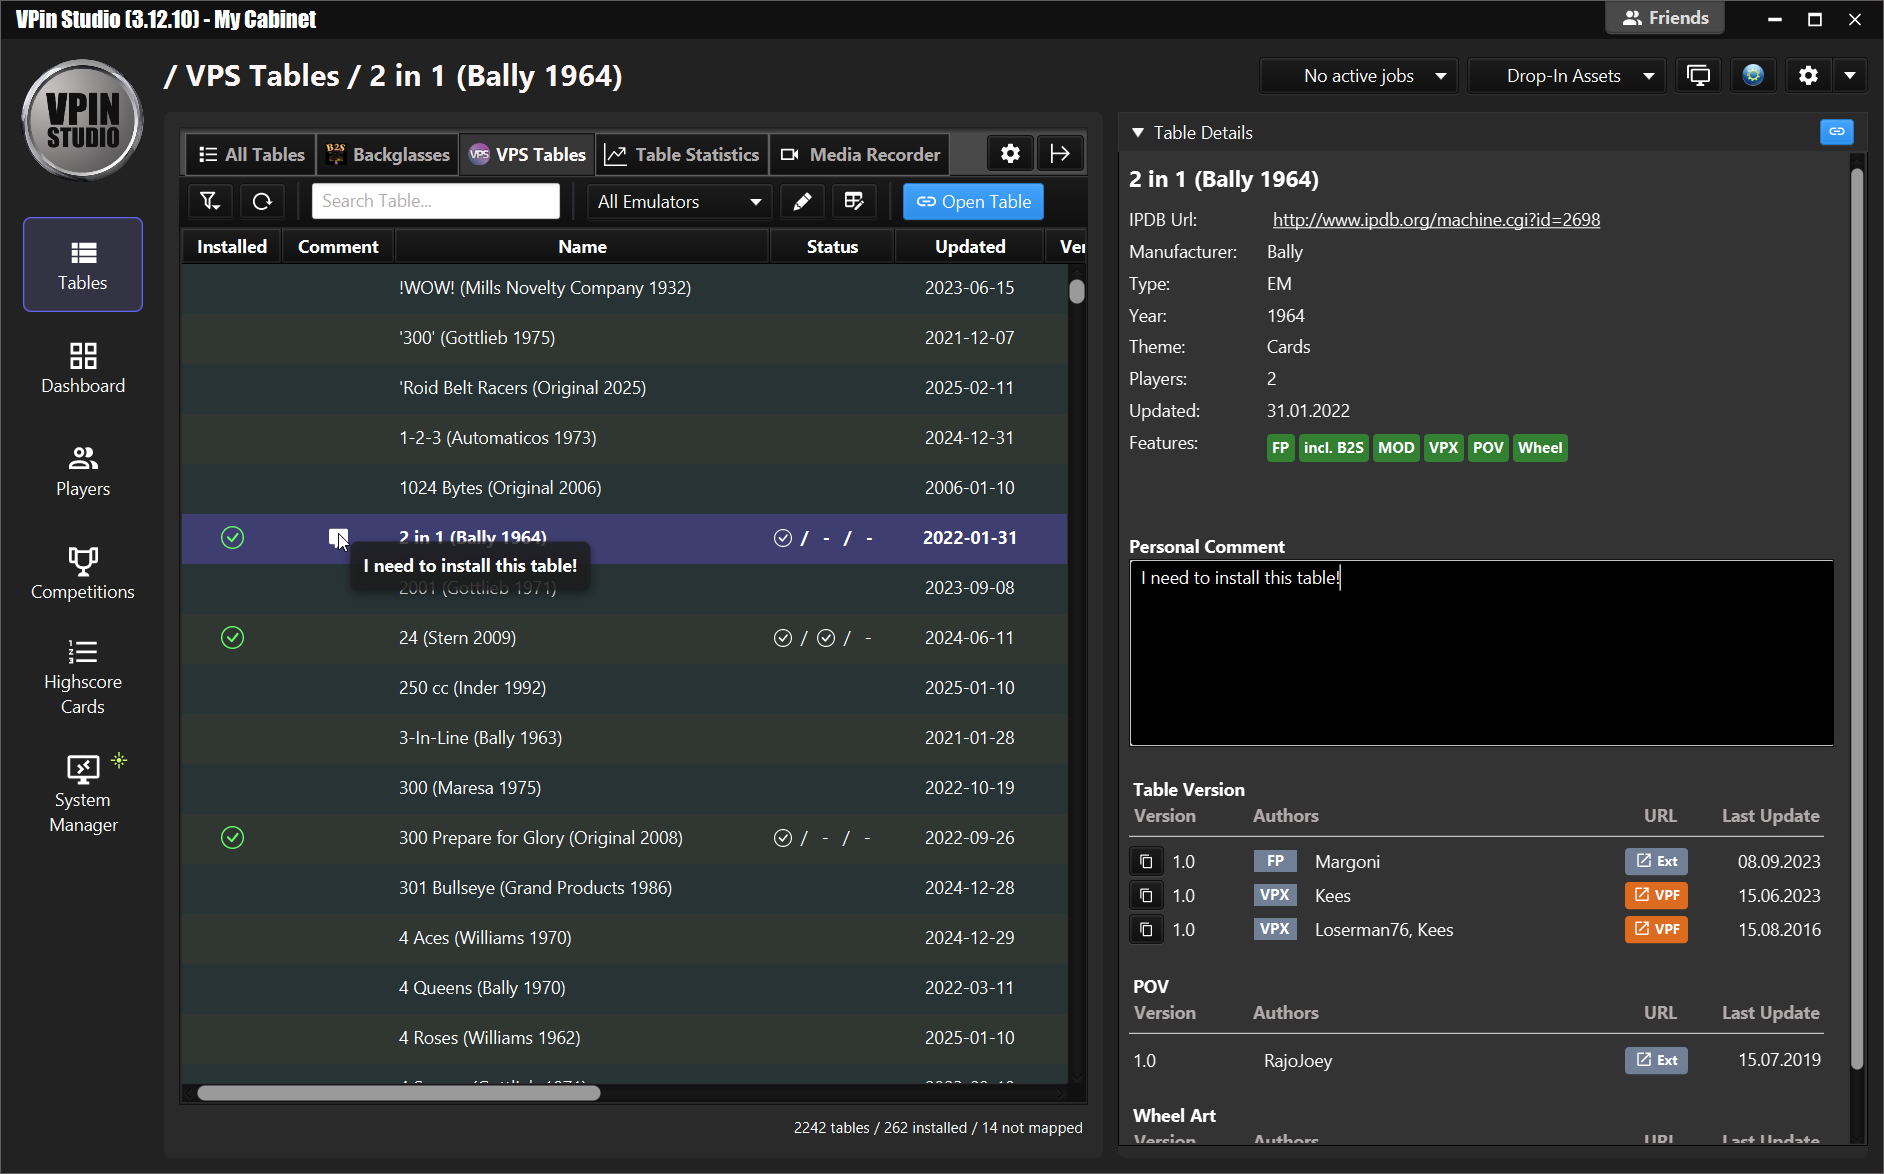 VPin Studio (3.12.10) - My Cabinet
Friends
VPIN
STUDIO
/ VPS Tables / 2 in 1 (Bally 1964)
No active jobs
Drop-In Assets
Tables
Dashboard
Players
Competitions
Highscore
Cards
System
Manager
All Tables
B2S Backglasses
VPS VPS Tables
Table Statistics
Media Recorder
Search Table...
All Emulators
Open Table
Installed Comment Name Status Updated Ver
!WOW! (Mills Novelty Company 1932) 2023-06-15
'300' (Gottlieb 1975) 2021-12-07
'Roid Belt Racers (Original 2025) 2025-02-11
1-2-3 (Automaticos 1973) 2024-12-31
1024 Bytes (Original 2006) 2006-01-10
2 in 1 (Bally 1964) / - / - 2022-01-31
I need to install this table!
2001 (Gottlieb 1971) 2023-09-08
24 (Stern 2009) / / - 2024-06-11
250 cc (Inder 1992) 2025-01-10
3-In-Line (Bally 1963) 2021-01-28
300 (Maresa 1975) 2022-10-19
300 Prepare for Glory (Original 2008) / - / - 2022-09-26
301 Bullseye (Grand Products 1986) 2024-12-28
4 Aces (Williams 1970) 2024-12-29
4 Queens (Bally 1970) 2022-03-11
4 Roses (Williams 1962) 2025-01-10
2242 tables / 262 installed / 14 not mapped
Table Details
2 in 1 (Bally 1964)
IPDB Url: http://www.ipdb.org/machine.cgi?id=2698
Manufacturer: Bally
Type: EM
Year: 1964
Theme: Cards
Players: 2
Updated: 31.01.2022
Features: FP incl. B2S MOD VPX POV Wheel
Personal Comment
I need to install this table!
Table Version
Version Authors URL Last Update
1.0 FP Margoni Ext 08.09.2023
1.0 VPX Kees VPF 15.06.2023
1.0 VPX Loserman76, Kees VPF 15.08.2016
POV
Version Authors URL Last Update
1.0 RajoJoey Ext 15.07.2019
Wheel Art
Version Authors URL Last Update